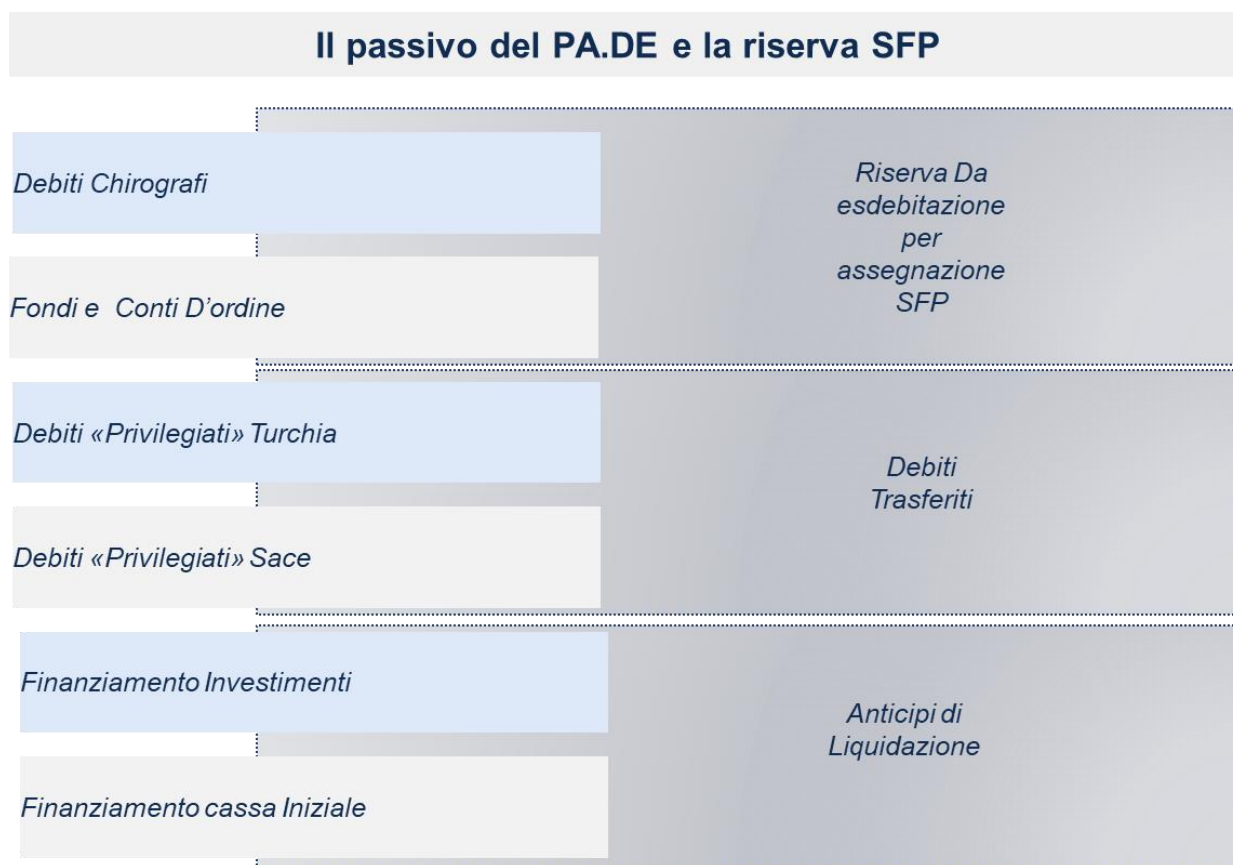 Il passivo del PA.DE e la riserva SFP
Debiti Chirografi
Fondi e Conti D'ordine
Riserva Da
esdebitazione
per
assegnazione
SFP
Debiti «Privilegiati» Turchia
Debiti «Privilegiati» Sace
Debiti
Trasferiti
Finanziamento Investimenti
Finanziamento cassa Iniziale
Anticipi di
Liquidazione